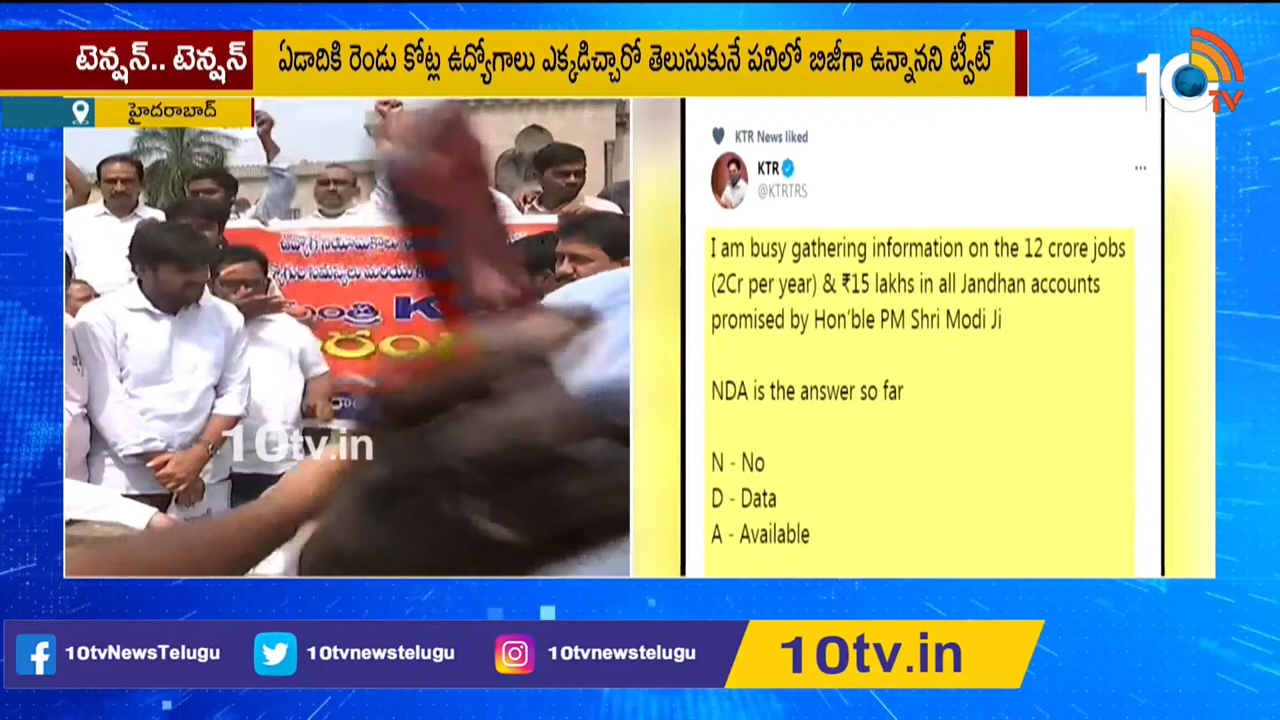 టెన్షన్.. టెన్షన్
ఏడాదికి రెండు కోట్ల ఉద్యోగాలు ఎక్కడిచ్చారో తెలుసుకునే పనిలో బిజీగా ఉన్నానని ట్వీట్
10TV
హైదరాబాద్
మంత్రి K
10tv.in
KTR News liked
KTR
@KTRTRS
I am busy gathering information on the 12 crore jobs
(2Cr per year) & ₹15 lakhs in all Jandhan accounts
promised by Hon'ble PM Shri Modi Ji
NDA is the answer so far
N - No
D - Data
A - Available
10tvNewsTelugu
10tvnewstelugu
10tvnewstelugu
10tv.in